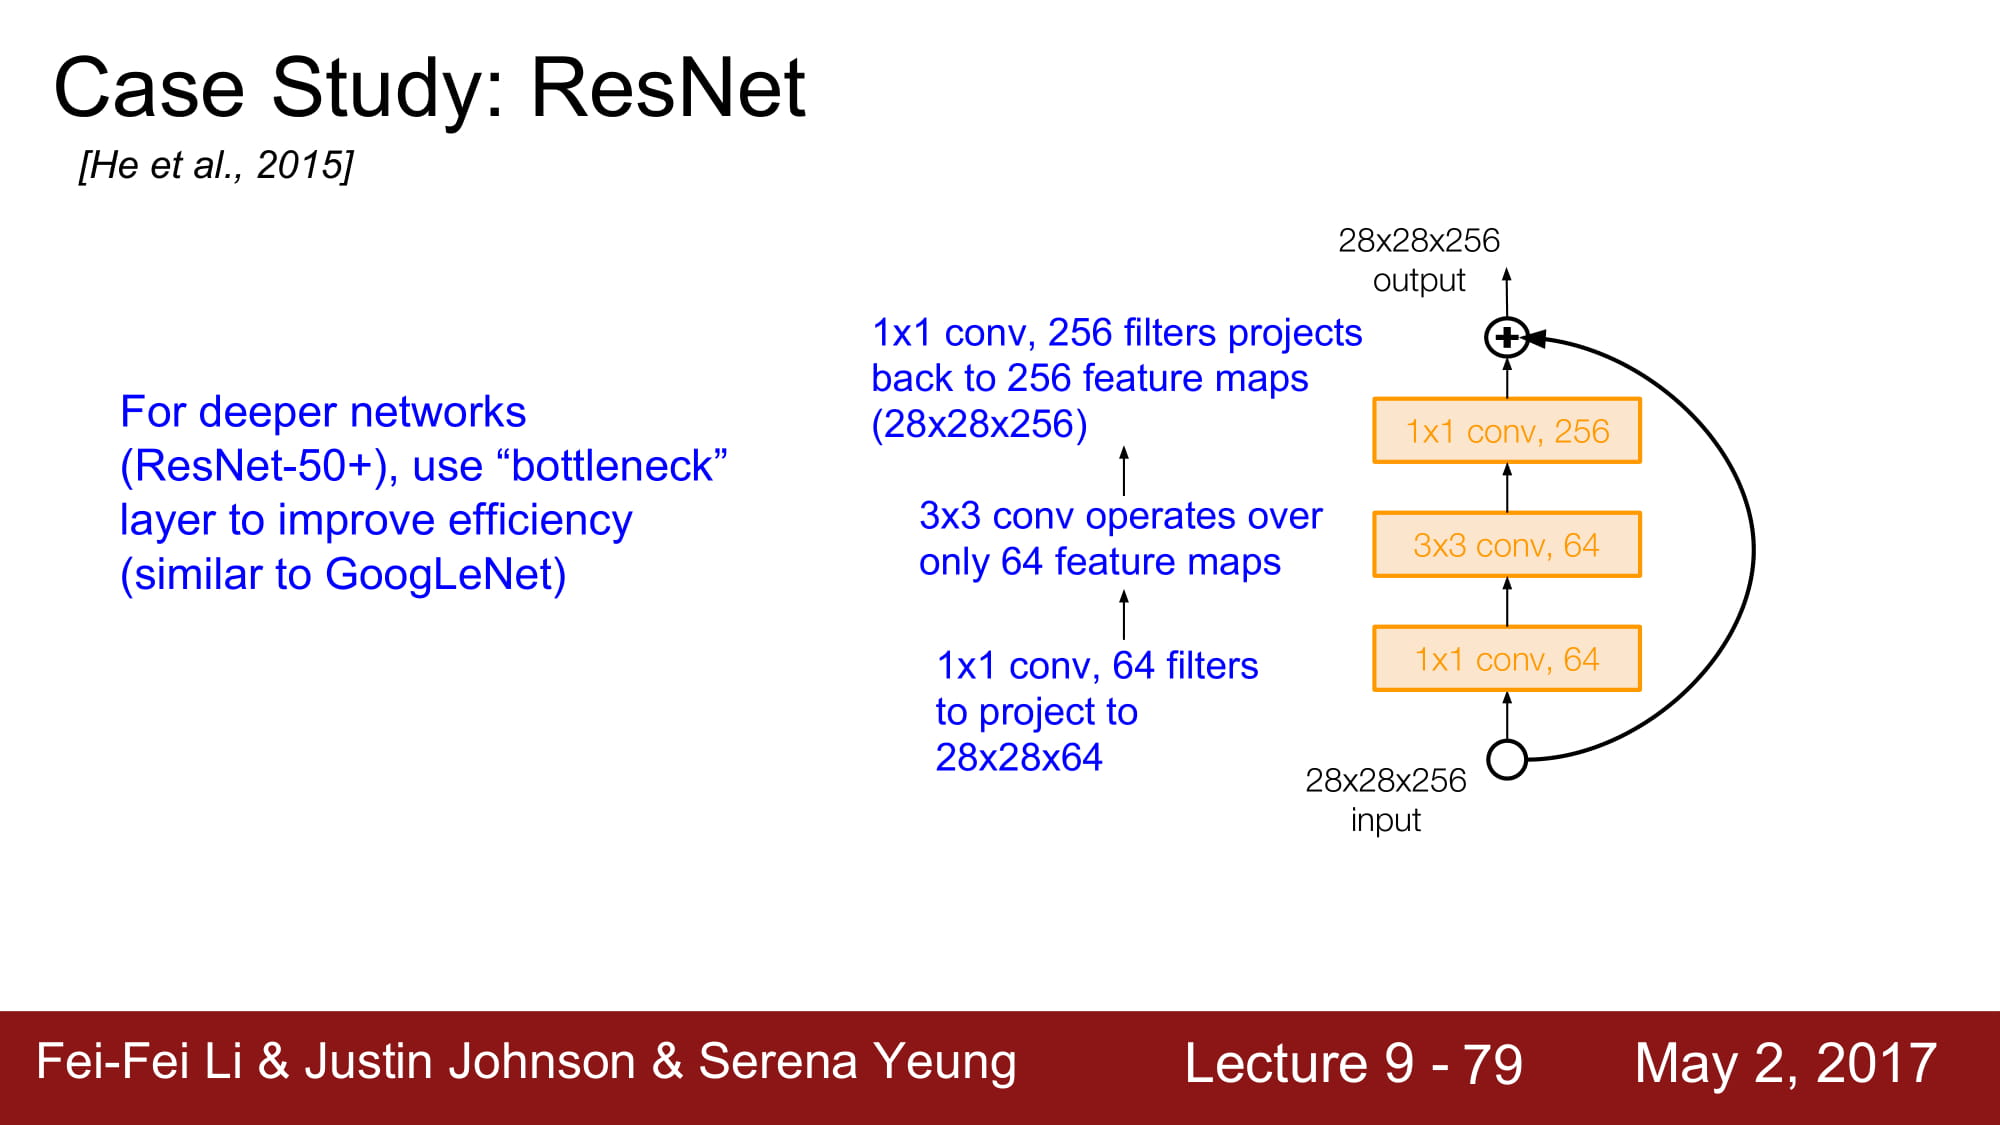 Case Study: ResNet
[He et al., 2015]
For deeper networks
(ResNet-50+), use “bottleneck”
layer to improve efficiency
(similar to GoogLeNet)
1x1 conv, 256 filters projects
back to 256 feature maps
(28x28x256)
3x3 conv operates over
only 64 feature maps
1x1 conv, 64 filters
to project to
28x28x64
28x28x256
output
1x1 conv, 256
3x3 conv, 64
1x1 conv, 64
28x28x256
input
Fei-Fei Li & Justin Johnson & Serena Yeung
Lecture 9 - 79
May 2, 2017